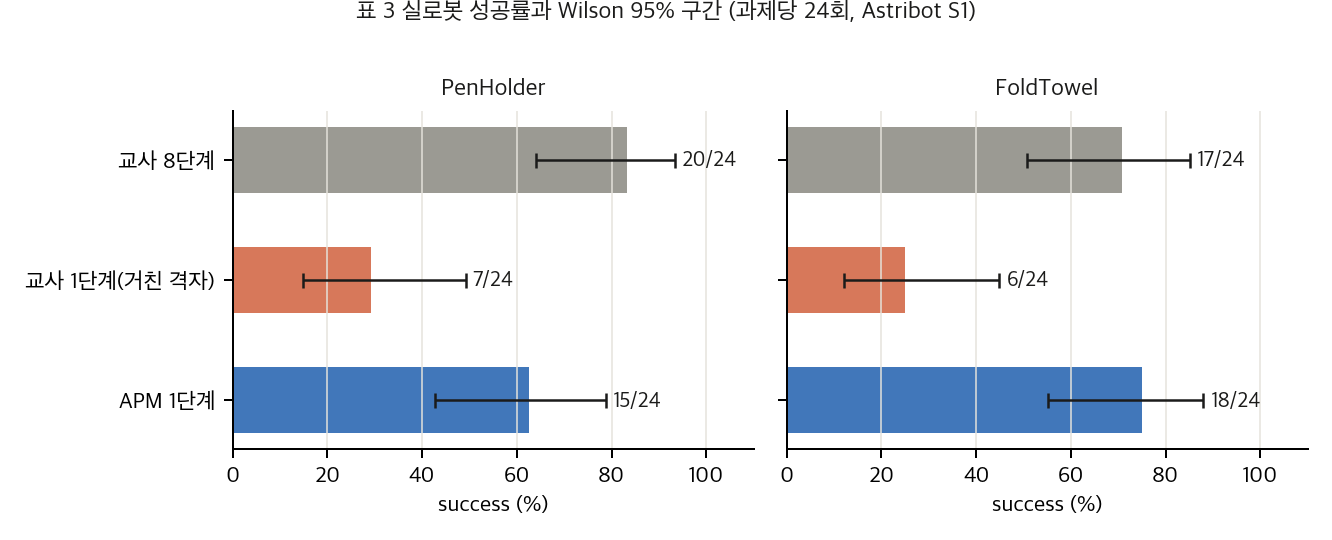 표 3 실로봇 성공률과 Wilson 95% 구간 (과제당 24회, Astribot S1)
PenHolder
FoldTowel
교사 8단계
20/24
17/24
교사 1단계(거친 격자)
7/24
6/24
APM 1단계
15/24
18/24
0 20 40 60 80 100
0 20 40 60 80 100
success (%)
success (%)